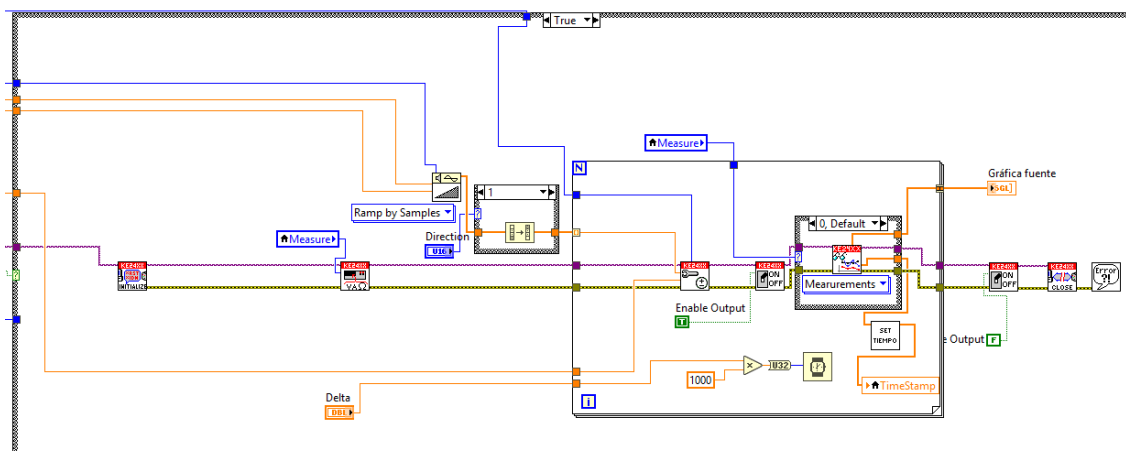 True
Measure
N
Gráfica fuente
SGL]
1
Ramp by Samples
Direction
U16
0, Default
Measure
KE24XX
INITIALIZE
KE24XX
VAΩ
KE24XX
KE24XX
ON
OFF
KE24XX
Mearurements
KE24XX
ON
OFF
KE24XX
CLOSE
Error
?!
Enable Output
T
SET
TIEMPO
e Output
F
1000
U32
TimeStamp
Delta
DBL
i